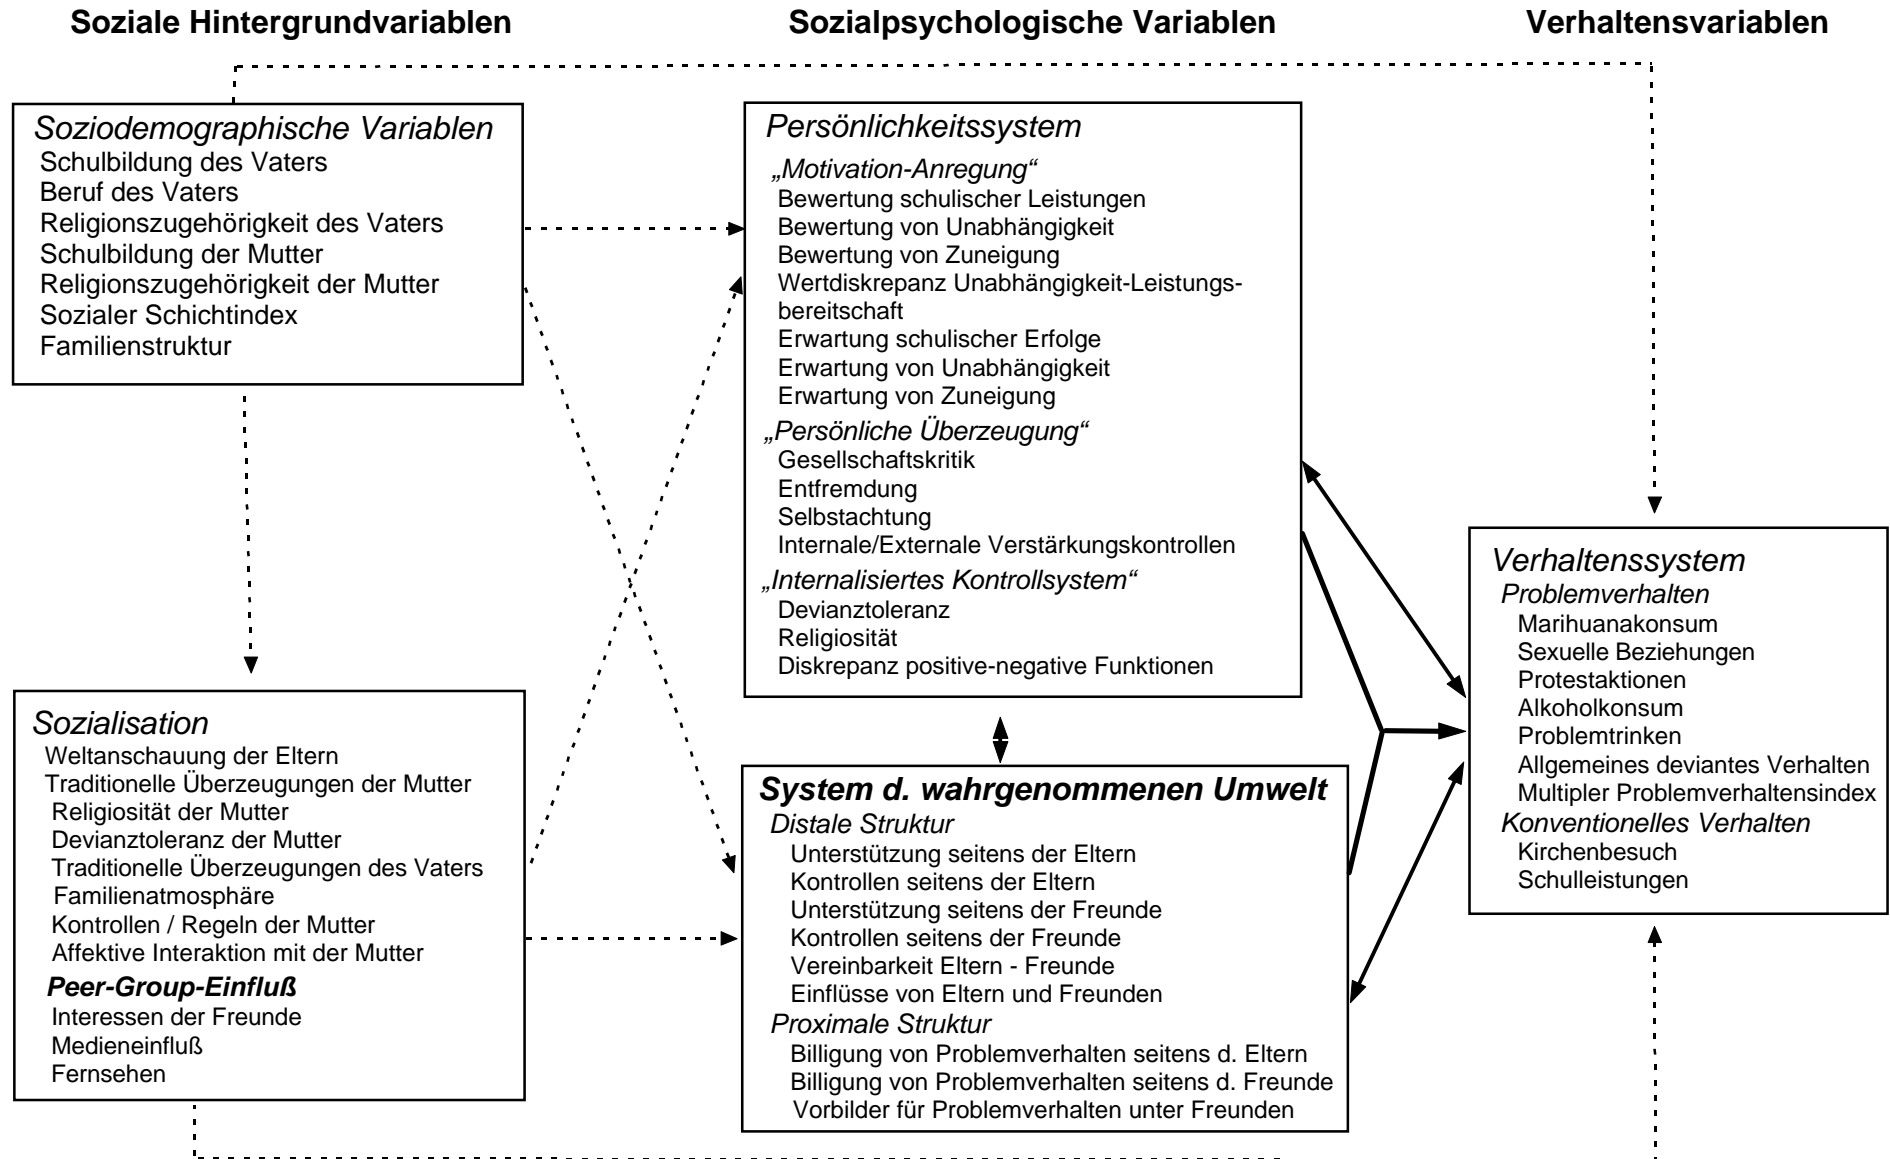 Soziale Hintergrundvariablen
Sozialpsychologische Variablen
Verhaltensvariablen
Soziodemographische Variablen
Schulbildung des Vaters
Beruf des Vaters
Religionszugehörigkeit des Vaters
Schulbildung der Mutter
Religionszugehörigkeit der Mutter
Sozialer Schichtindex
Familienstruktur
Sozialisation
Weltanschauung der Eltern
Traditionelle Überzeugungen der Mutter
Religiosität der Mutter
Devianztoleranz der Mutter
Traditionelle Überzeugungen des Vaters
Familienatmosphäre
Kontrollen / Regeln der Mutter
Affektive Interaktion mit der Mutter
Peer-Group-Einfluß
Interessen der Freunde
Medieneinfluß
Fernsehen
Persönlichkeitssystem
„Motivation-Anregung“
Bewertung schulischer Leistungen
Bewertung von Unabhängigkeit
Bewertung von Zuneigung
Wertdiskrepanz Unabhängigkeit-Leistungs-
bereitschaft
Erwartung schulischer Erfolge
Erwartung von Unabhängigkeit
Erwartung von Zuneigung
„Persönliche Überzeugung“
Gesellschaftskritik
Entfremdung
Selbstachtung
Internale/Externale Verstärkungskontrollen
„Internalisiertes Kontrollsystem“
Devianztoleranz
Religiosität
Diskrepanz positive-negative Funktionen
System d. wahrgenommenen Umwelt
Distale Struktur
Unterstützung seitens der Eltern
Kontrollen seitens der Eltern
Unterstützung seitens der Freunde
Kontrollen seitens der Freunde
Vereinbarkeit Eltern - Freunde
Einflüsse von Eltern und Freunden
Proximale Struktur
Billigung von Problemverhalten seitens d. Eltern
Billigung von Problemverhalten seitens d. Freunde
Vorbilder für Problemverhalten unter Freunden
Verhaltenssystem
Problemverhalten
Marihuanakonsum
Sexuelle Beziehungen
Protestaktionen
Alkoholkonsum
Problemtrinken
Allgemeines deviantes Verhalten
Multipler Problemverhaltensindex
Konventionelles Verhalten
Kirchenbesuch
Schulleistungen